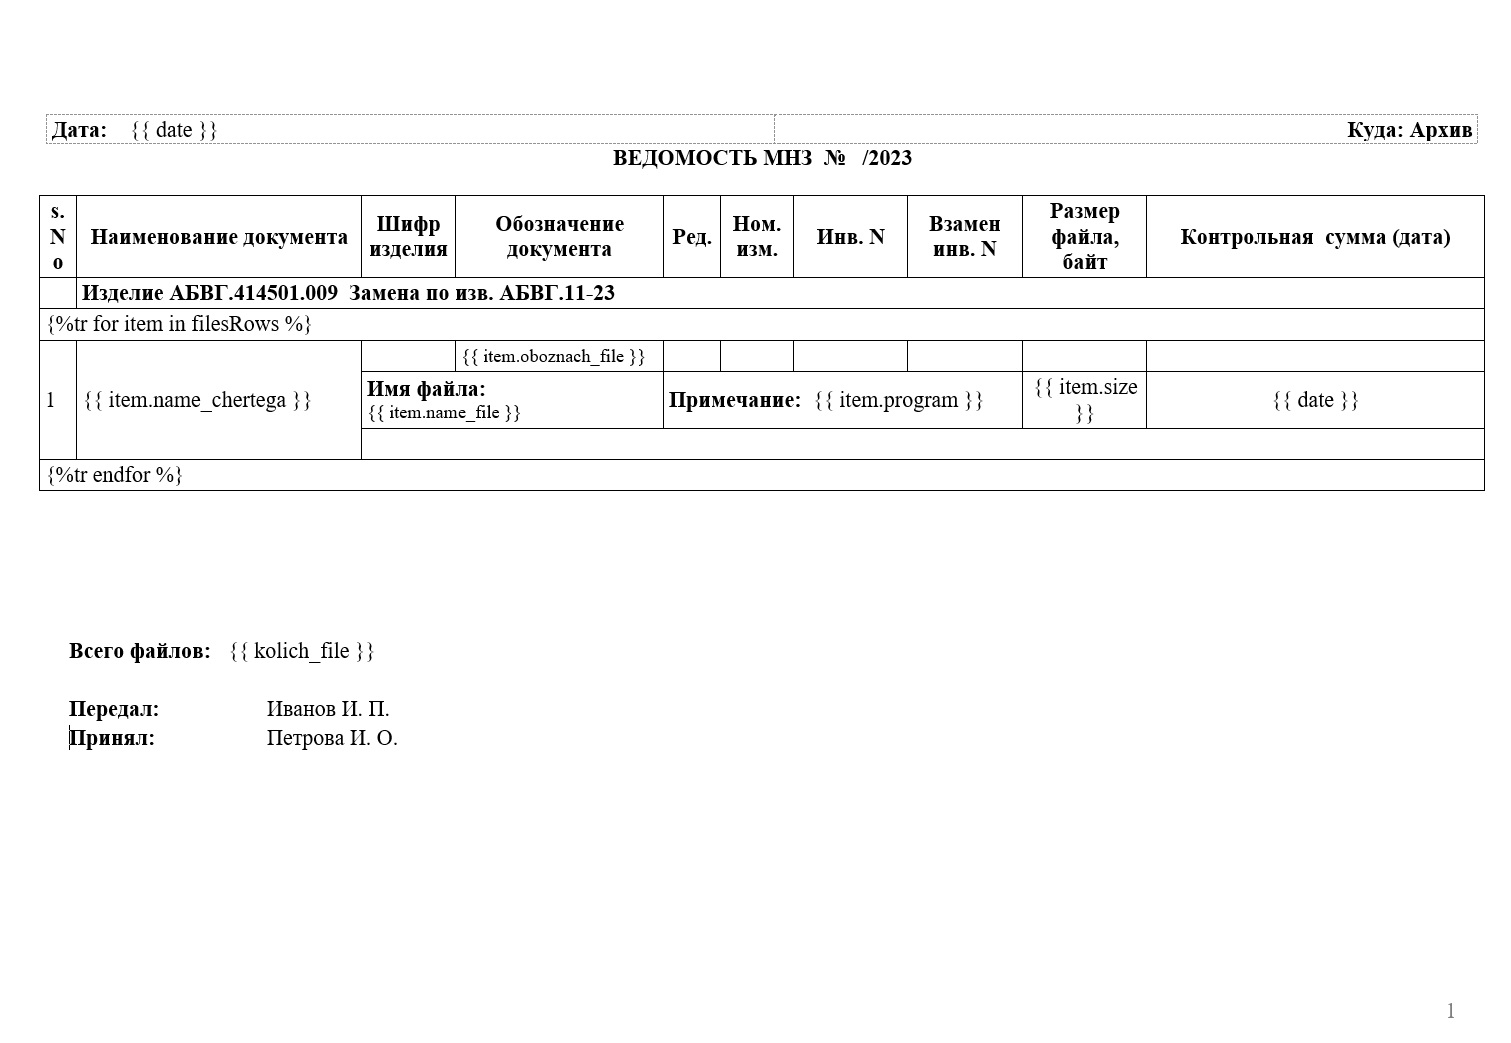 Дата: {{ date }} Куда: Архив
ВЕДОМОСТЬ МНЗ № /2023
s.
N
o
Наименование документа
Шифр
изделия
Обозначение
документа
Ред.
Ном.
изм.
Инв. N
Взамен
инв. N
Размер
файла,
байт
Контрольная сумма (дата)
Изделие АБВГ.414501.009 Замена по изв. АБВГ.11-23
{%tr for item in filesRows %}
1
{{ item.name_chertega }}
{{ item.oboznach_file }}
Имя файла:
{{ item.name_file }}
Примечание: {{ item.program }}
{{ item.size
}}
{{ date }}
{%tr endfor %}
Всего файлов: {{ kolich_file }}
Передал: Иванов И. П.
Принял: Петрова И. О.
1